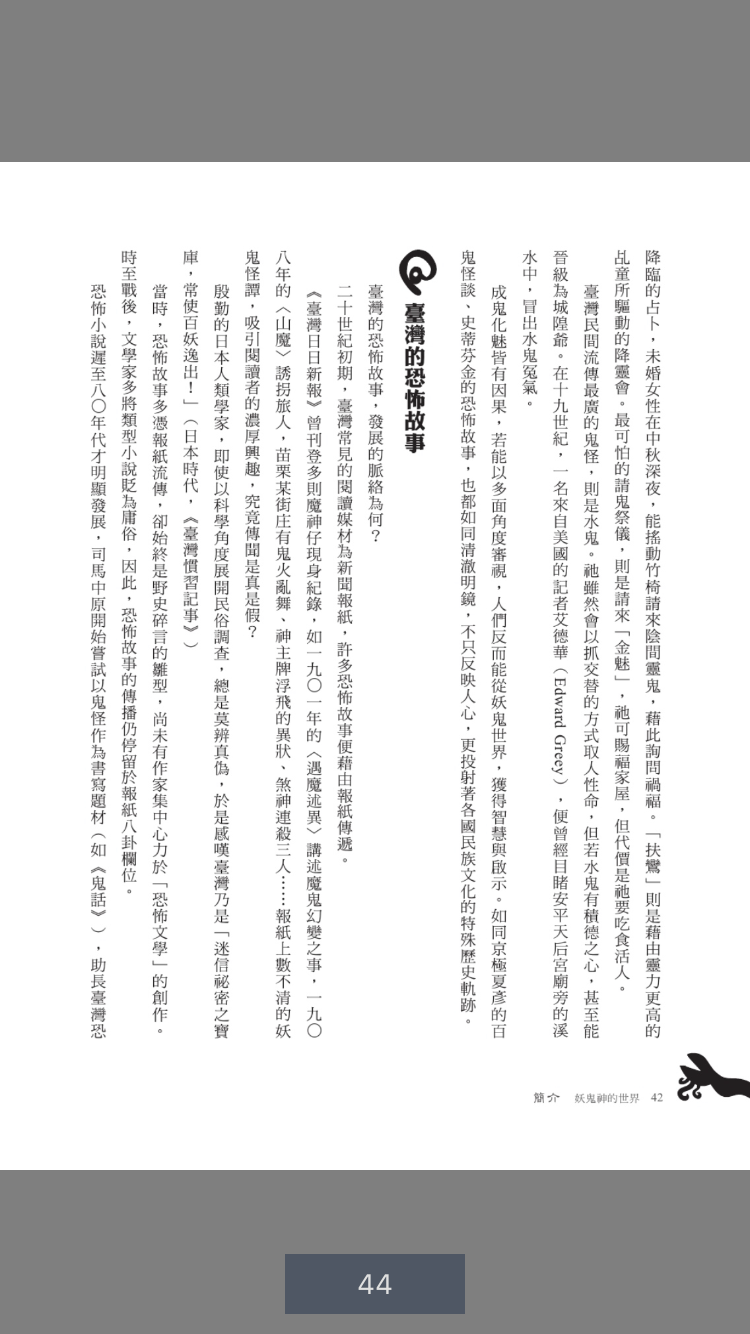 降臨的占卜，未婚女性在中秋深夜，能搖動竹椅請來陰間靈鬼，藉此詢問禍福。「扶鸞」則是藉由靈力更高的
乩童所驅動的降靈會。最可怕的請鬼祭儀，則是請來「金魅」，祂可賜福家屋，但代價是祂要吃食活人。
臺灣民間流傳最廣的鬼怪，則是水鬼。祂雖然會以抓交替的方式取人性命，但若水鬼有積德之心，甚至能
晉級為城隍爺。在十九世紀，一名來自美國的記者艾德華（Edward Greey），便曾經目睹安平天后宮廟旁的溪
水中，冒出水鬼冤氣。
成鬼化魅皆有因果，若能以多面角度審視，人們反而能從妖鬼世界，獲得智慧與啟示。如同京極夏彥的百
鬼怪談、史蒂芬金的恐怖故事，也都如同清澈明鏡，不只反映人心，更投射著各國民族文化的特殊歷史軌跡。
臺灣的恐怖故事
臺灣的恐怖故事，發展的脈絡為何？
二十世紀初期，臺灣常見的閱讀媒材為新聞報紙，許多恐怖故事便藉由報紙傳遞。
《臺灣日日新報》曾刊登多則魔神仔現身紀錄，如一九〇一年的〈遇魔述異〉講述魔鬼幻變之事，一九〇
八年的〈山魔〉誘拐旅人，苗栗某街庄有鬼火亂舞、神主牌浮飛的異狀、煞神連殺三人……報紙上數不清的妖
鬼怪譚，吸引閱讀者的濃厚興趣，究竟傳聞是真是假？
殷勤的日本人類學家，即使以科學角度展開民俗調查，總是莫辨真偽，於是感嘆臺灣乃是「迷信祕密之寶
庫，常使百妖逸出！」（日本時代，《臺灣慣習記事》）
當時，恐怖故事多憑報紙流傳，卻始終是野史碎言的雛型，尚未有作家集中心力於「恐怖文學」的創作。
時至戰後，文學家多將類型小說貶為庸俗，因此，恐怖故事的傳播仍停留於報紙八卦欄位。
恐怖小說遲至八〇年代才明顯發展，司馬中原開始嘗試以鬼怪作為書寫題材（如《鬼話》），助長臺灣恐
簡介 妖鬼神的世界 42
44